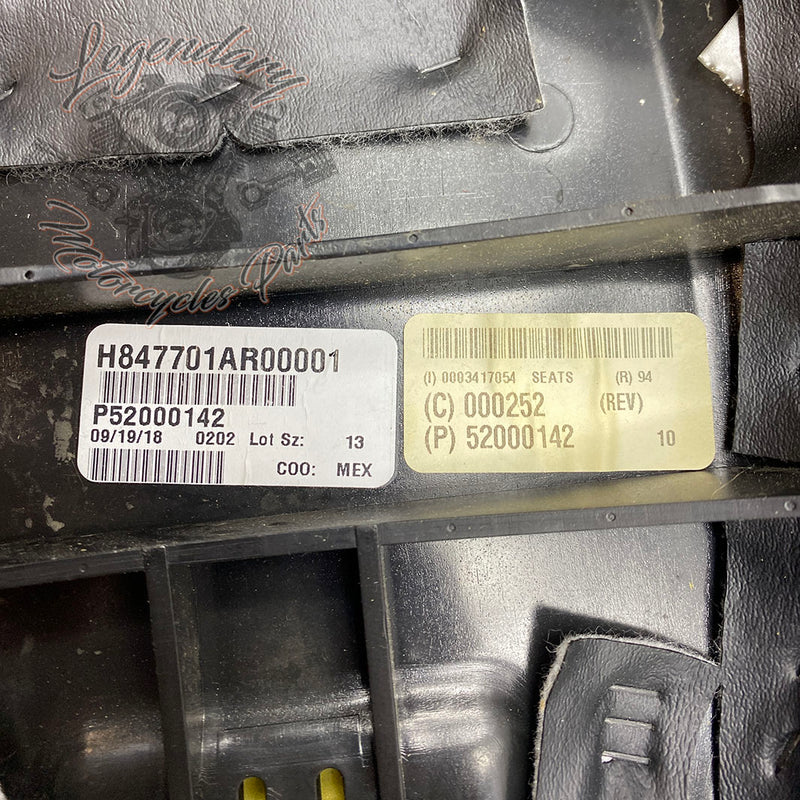 Legendary
Motorcycles Parts
H847701AR00001
P52000142
09/19/18 0202 Lot Sz: 13
COO: MEX
(I) 0003417054 SEATS (R) 94
(C) 000252 (REV)
(P) 52000142 10